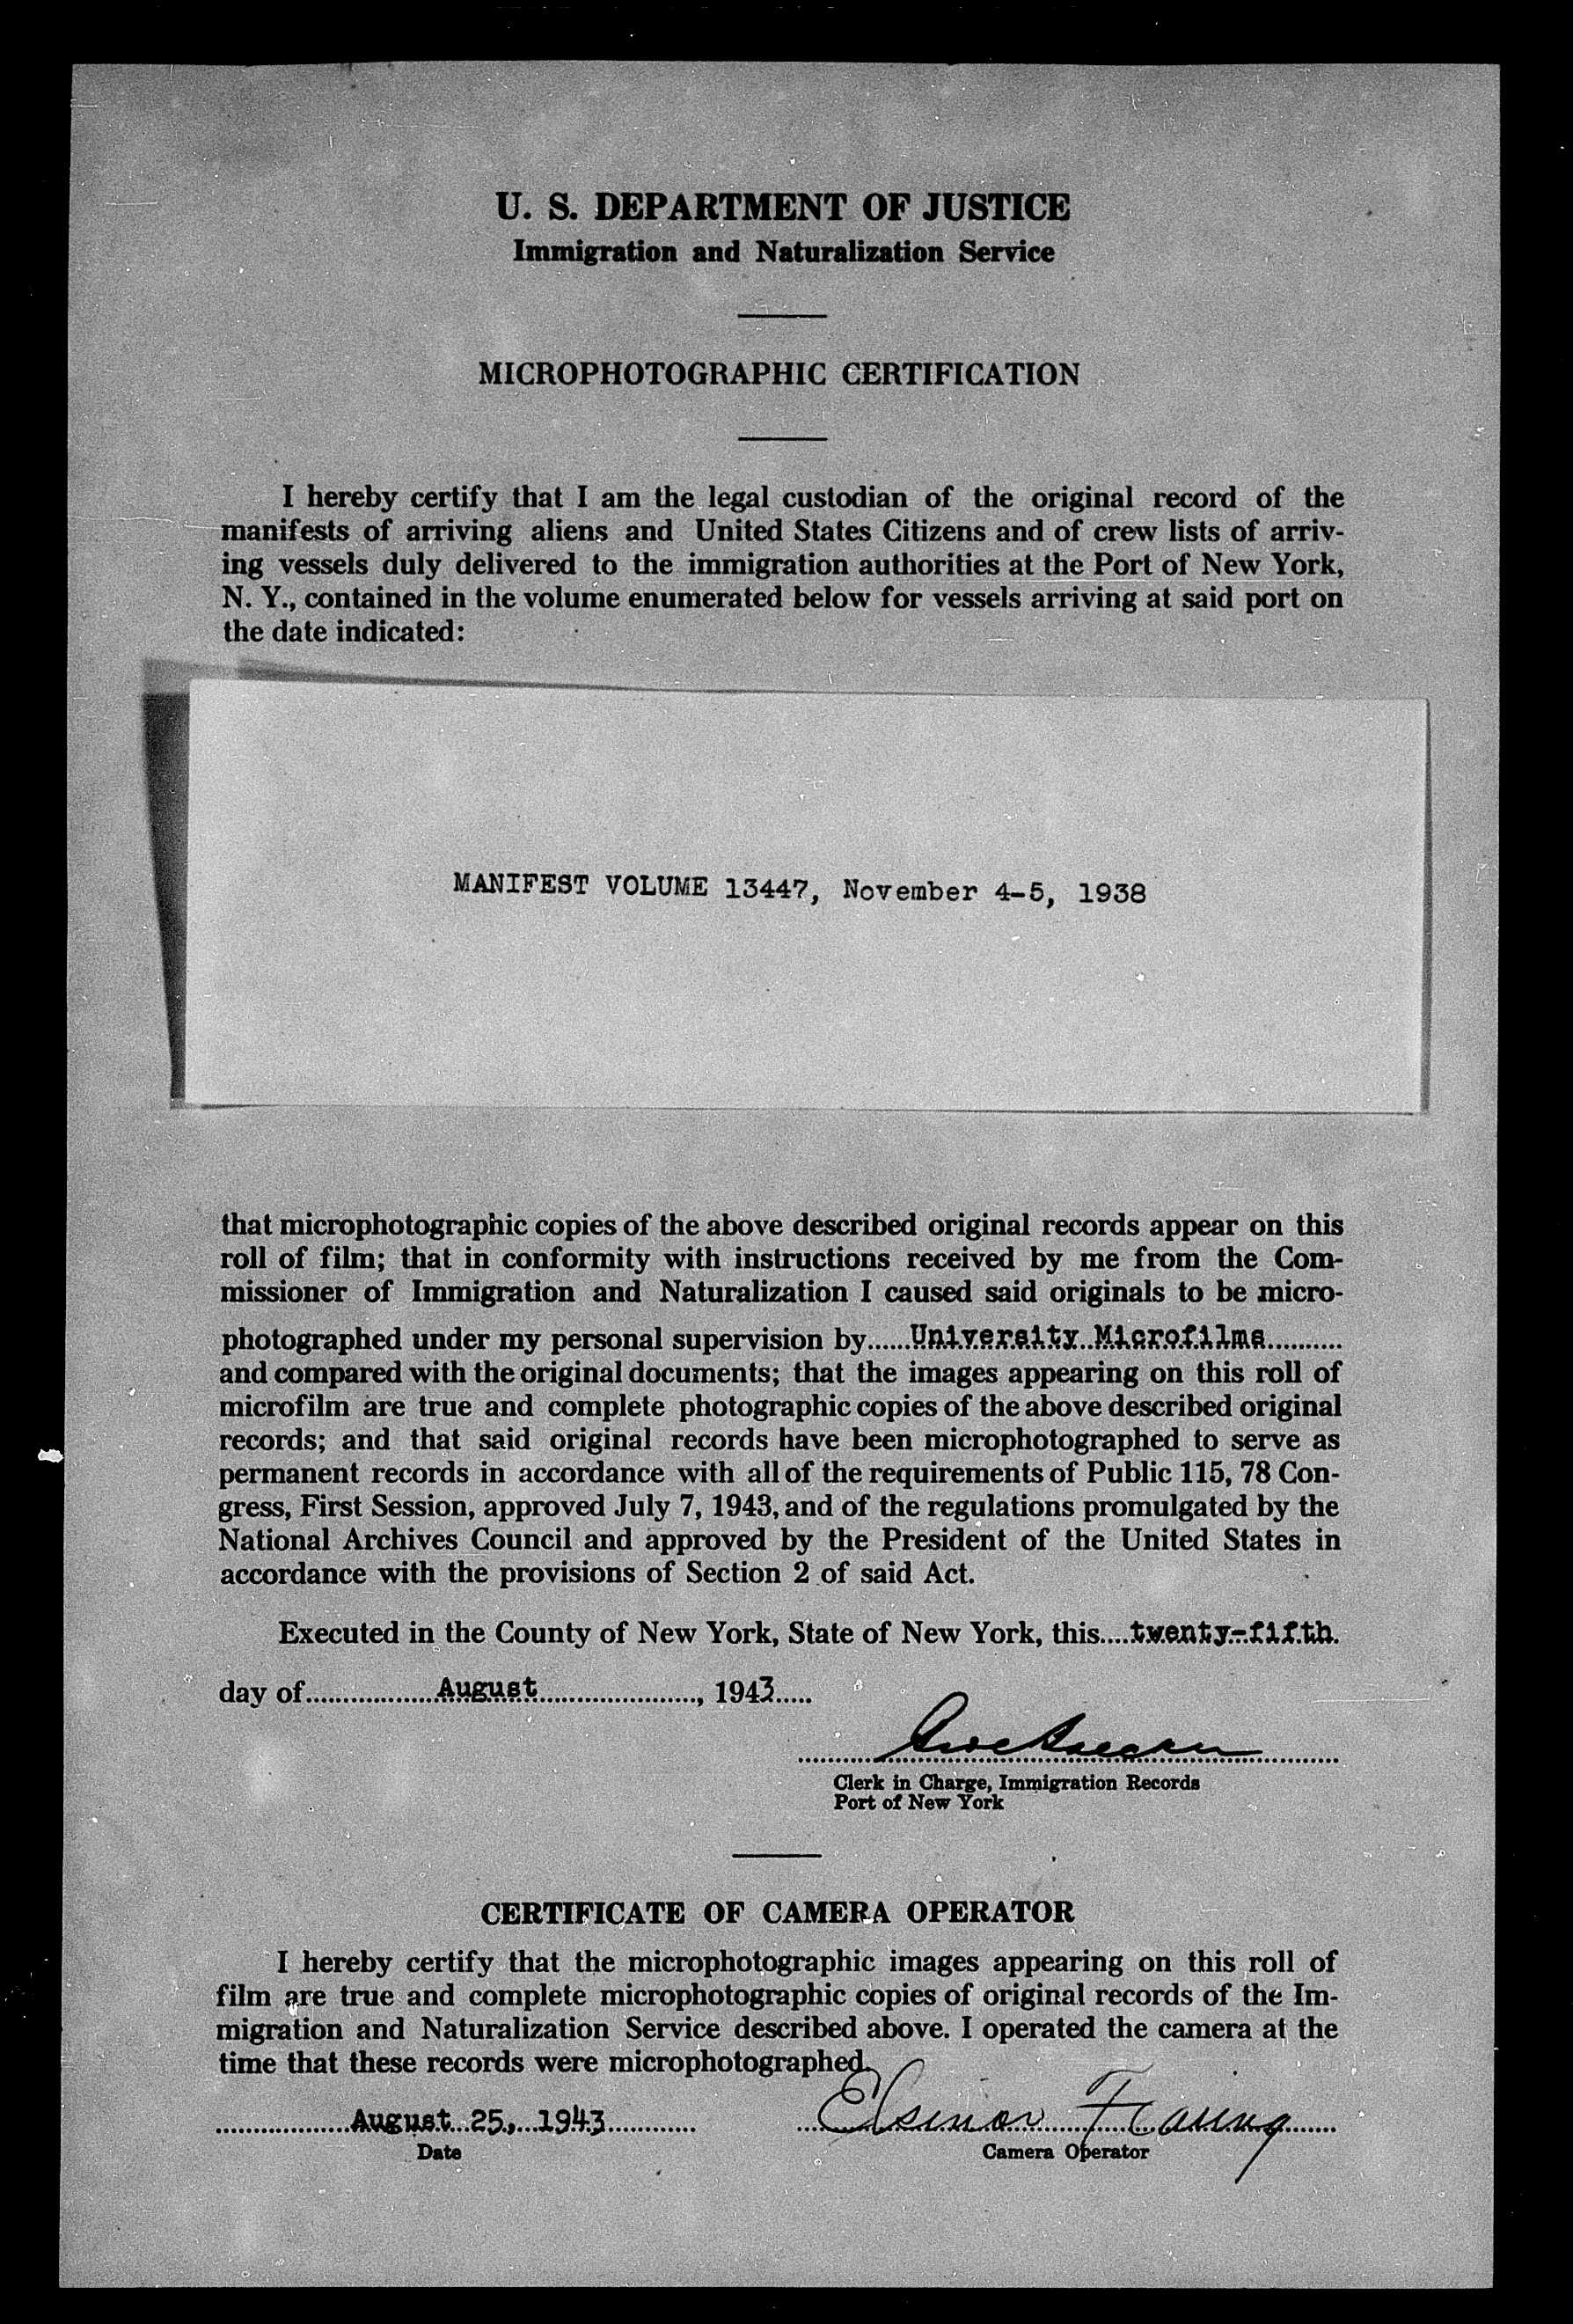 U. S. DEPARTMENT OF JUSTICE
Immigration and Naturalization Service
MICROPHOTOGRAPHIC CERTIFICATION
I hereby certify that I am the legal custodian of the original record of the
manifests of arriving aliens and United States Citizens and of crew lists of arriv-
ing vessels duly delivered to the immigration authorities at the Port of New York,
N. Y., contained in the volume enumerated below for vessels arriving at said port on
the date indicated:
MANIFEST VOLUME 13447, November 4-5, 1938
that microphotographic copies of the above described original records appear on this
roll of film; that in conformity with instructions received by me from the Com-
missioner of Immigration and Naturalization I caused said originals to be micro-
photographed under my personal supervision by......University Microfilms..........
and compared with the original documents; that the images appearing on this roll of
microfilm are true and complete photographic copies of the above described original
records; and that said original records have been microphotographed to serve as
permanent records in accordance with all of the requirements of Public 115, 78 Con-
gress, First Session, approved July 7, 1943, and of the regulations promulgated by the
National Archives Council and approved by the President of the United States in
accordance with the provisions of Section 2 of said Act.
Executed in the County of New York, State of New York, this....twenty-fifth.
day of..................August......................, 1943.....
Clerk in Charge, Immigration Records
Port of New York
CERTIFICATE OF CAMERA OPERATOR
I hereby certify that the microphotographic images appearing on this roll of
film are true and complete microphotographic copies of original records of the Im-
migration and Naturalization Service described above. I operated the camera at the
time that these records were microphotographed.
..................August 25, 1943............ Elsinor
Date Camera Operator